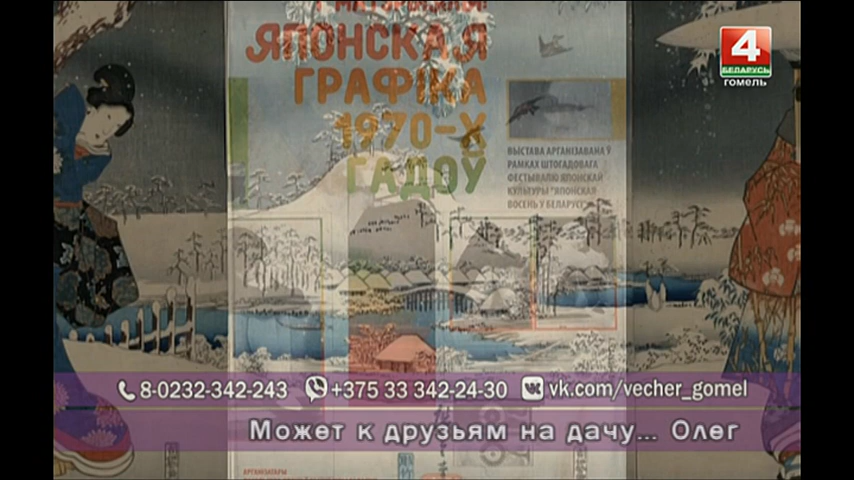 ЯПОНСКАЯ
ГРАФІКА
1970-Х
ГАДОЎ
4
БЕЛАРУСЬ
ГОМЕЛЬ
ВЫСТАВА АРГАНІЗАВАНА Ў
РАМКАХ ШТОГАДОВАГА
ФЕСТЫВАЛЮ ЯПОНСКАЙ
КУЛЬТУРЫ "ЯПОНСКАЯ
ВОСЕНЬ У БЕЛАРУСІ"
8-0232-342-243 +375 33 342-24-30 vk.com/vecher_gomel
Может к друзьям на дачу... Олег
АРГАНІЗАТАРЫ